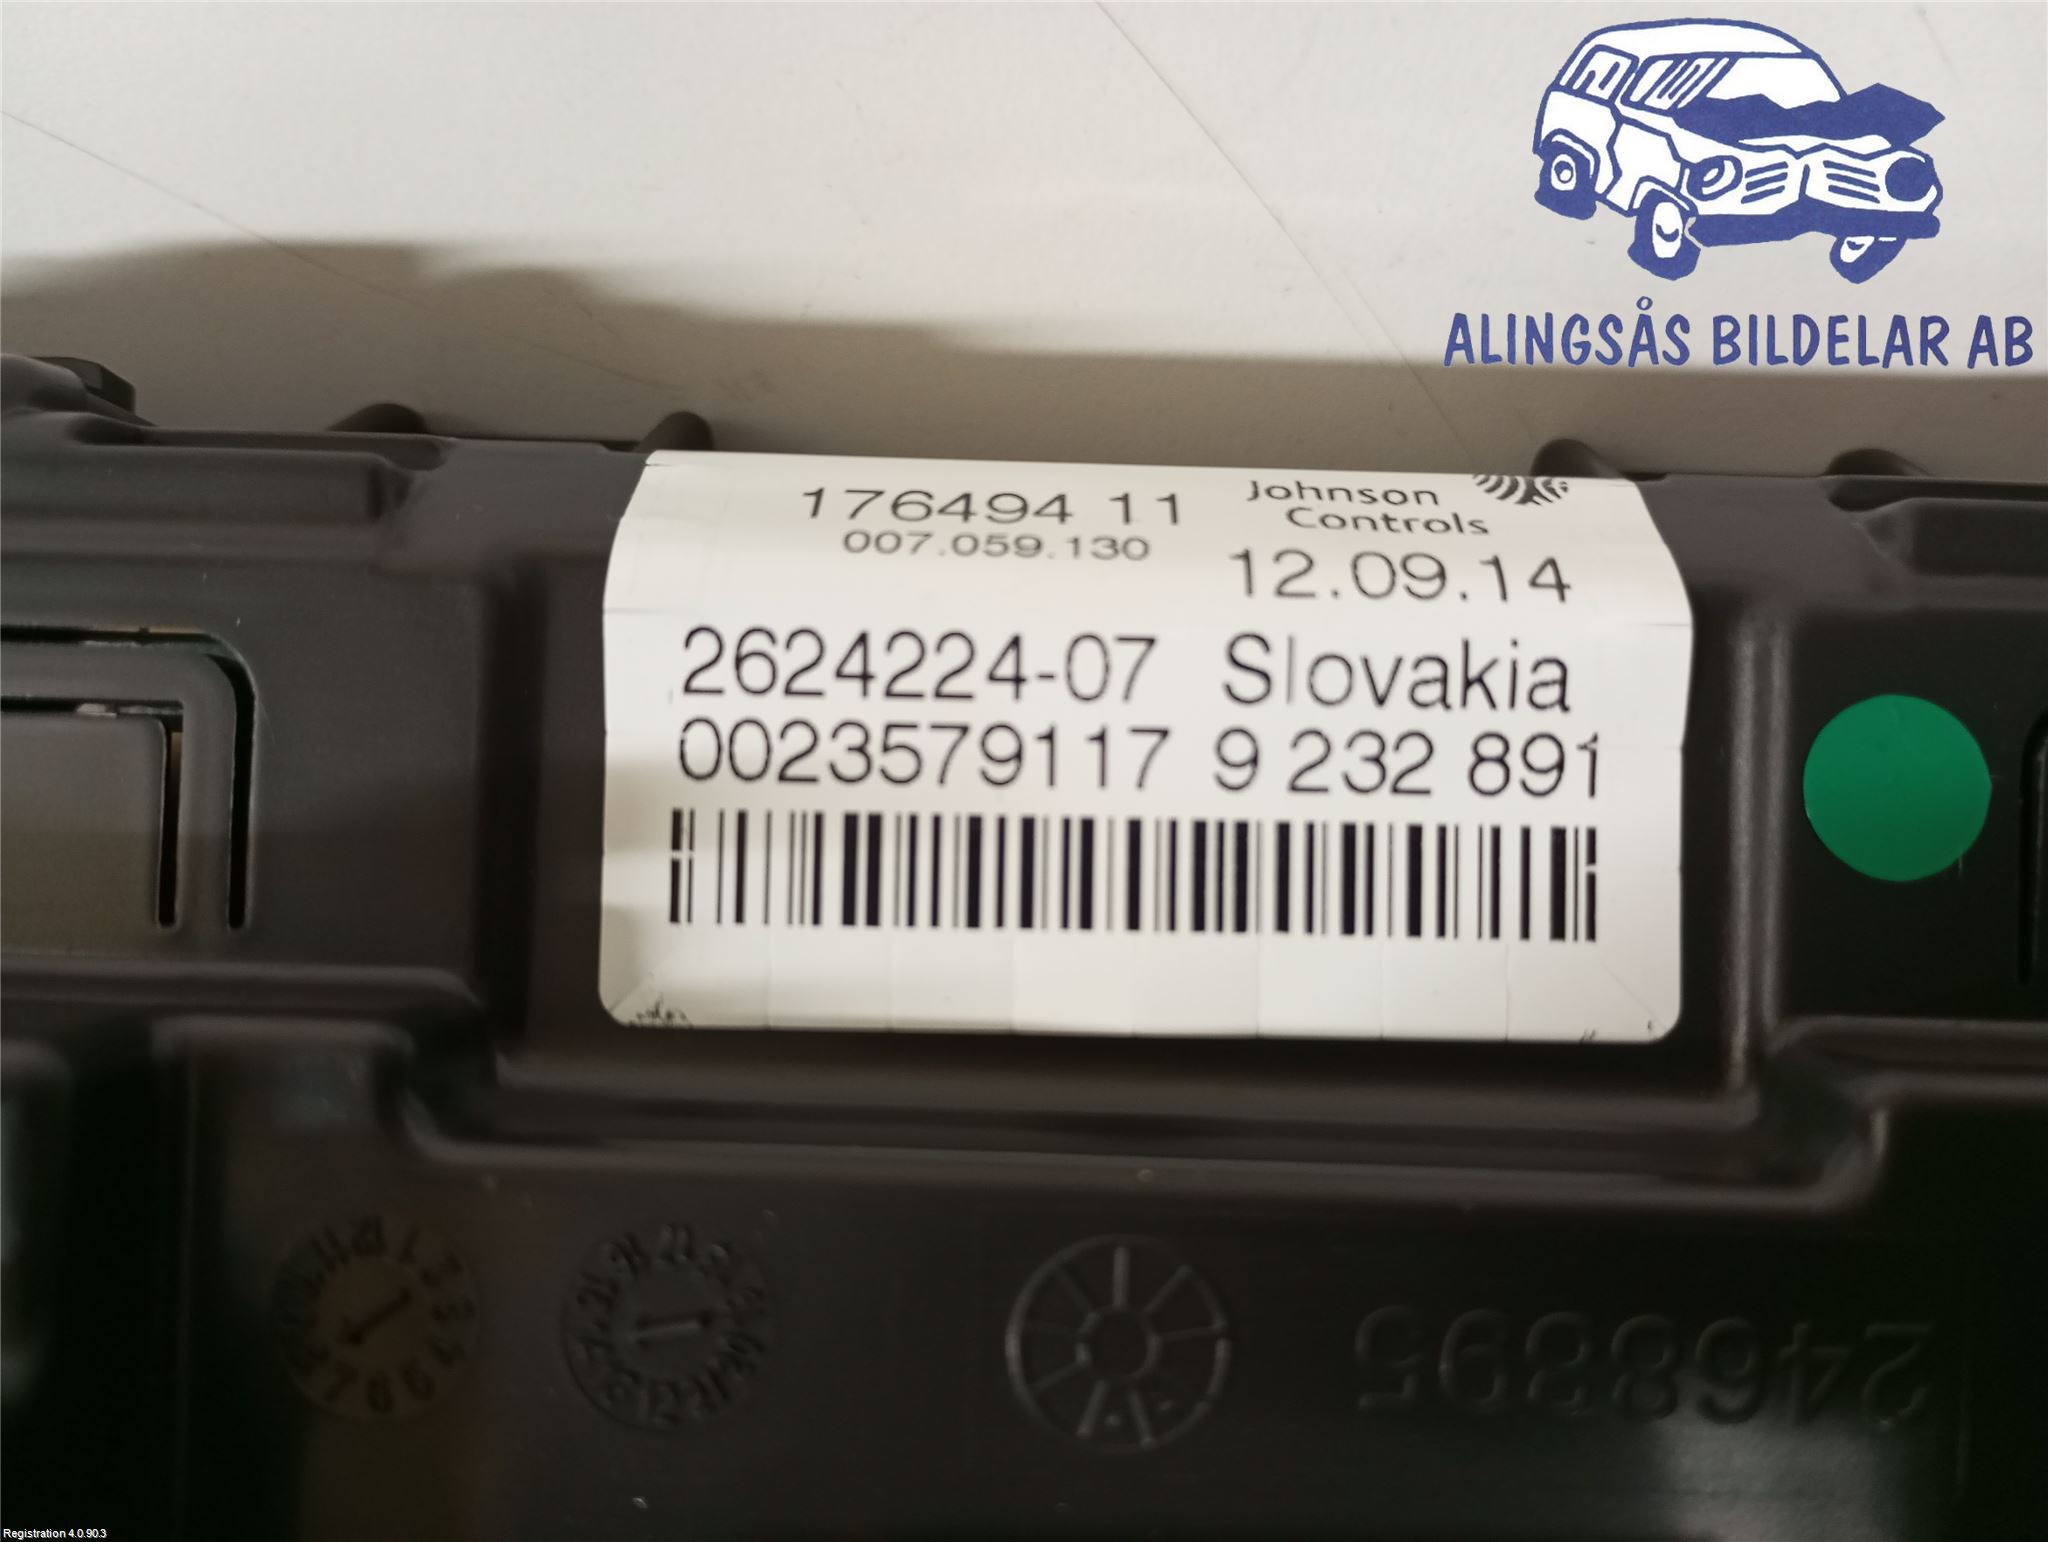 ALINGSÅS BILDELAR AB
176494 11
007.059.130
Johnson
Controls
12.09.14
2624224-07 Slovakia
0023579117 9 232 891
2468895
Registration 4.0.90.3